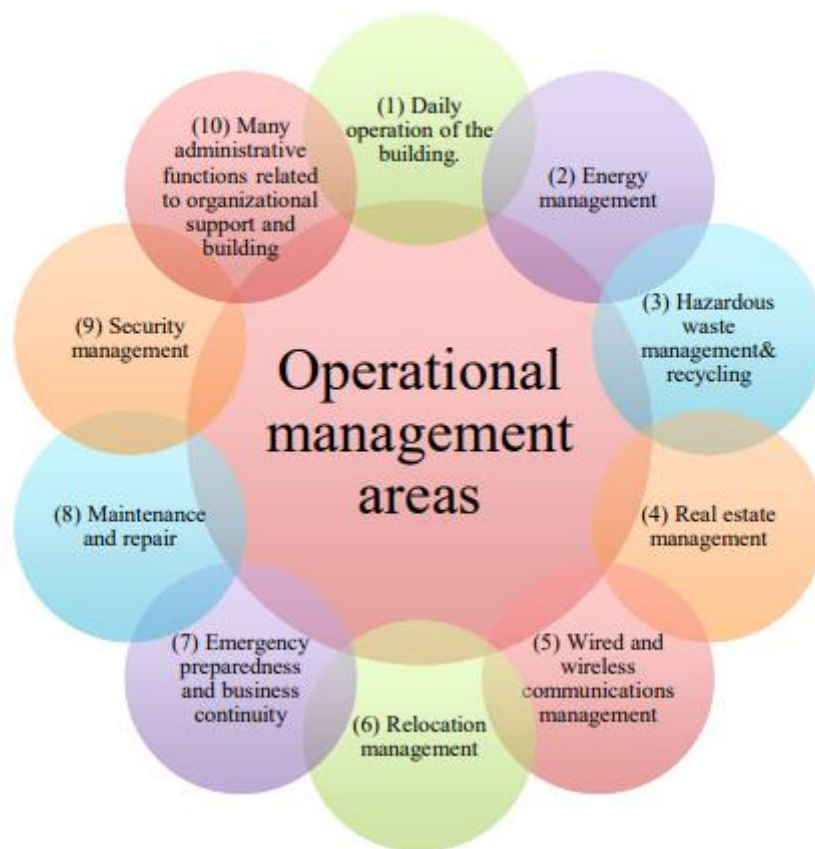 (1) Daily
operation of the
building.
(2) Energy
management
(3) Hazardous
waste
management&
recycling
(4) Real estate
management
(5) Wired and
wireless
communications
management
(6) Relocation
management
(7) Emergency
preparedness
and business
continuity
(8) Maintenance
and repair
(9) Security
management
(10) Many
administrative
functions related
to organizational
support and
building
Operational
management
areas